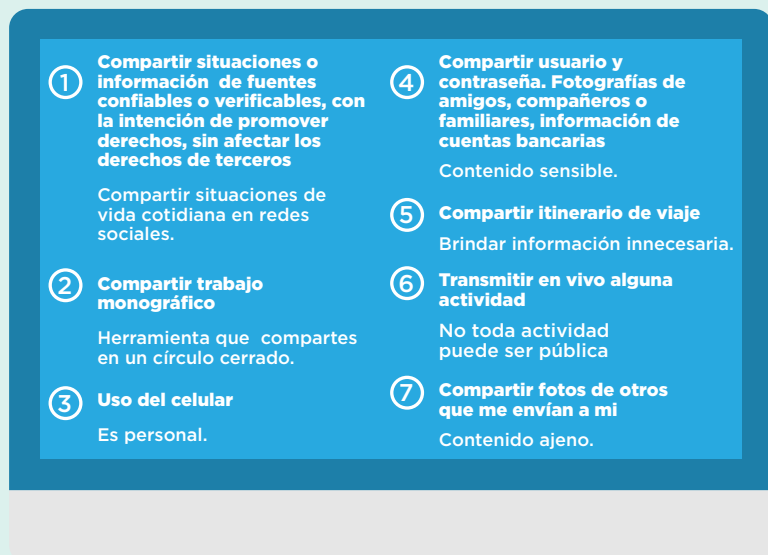 1
Compartir situaciones o
información de fuentes
confiables o verificables, con
la intención de promover
derechos, sin afectar los
derechos de terceros
Compartir situaciones de
vida cotidiana en redes
sociales.
2
Compartir trabajo
monográfico
Herramienta que compartes
en un círculo cerrado.
3
Uso del celular
Es personal.
4
Compartir usuario y
contraseña. Fotografías de
amigos, compañeros o
familiares, información de
cuentas bancarias
Contenido sensible.
5
Compartir itinerario de viaje
Brindar información innecesaria.
6
Transmitir en vivo alguna
actividad
No toda actividad
puede ser pública
7
Compartir fotos de otros
que me envían a mi
Contenido ajeno.